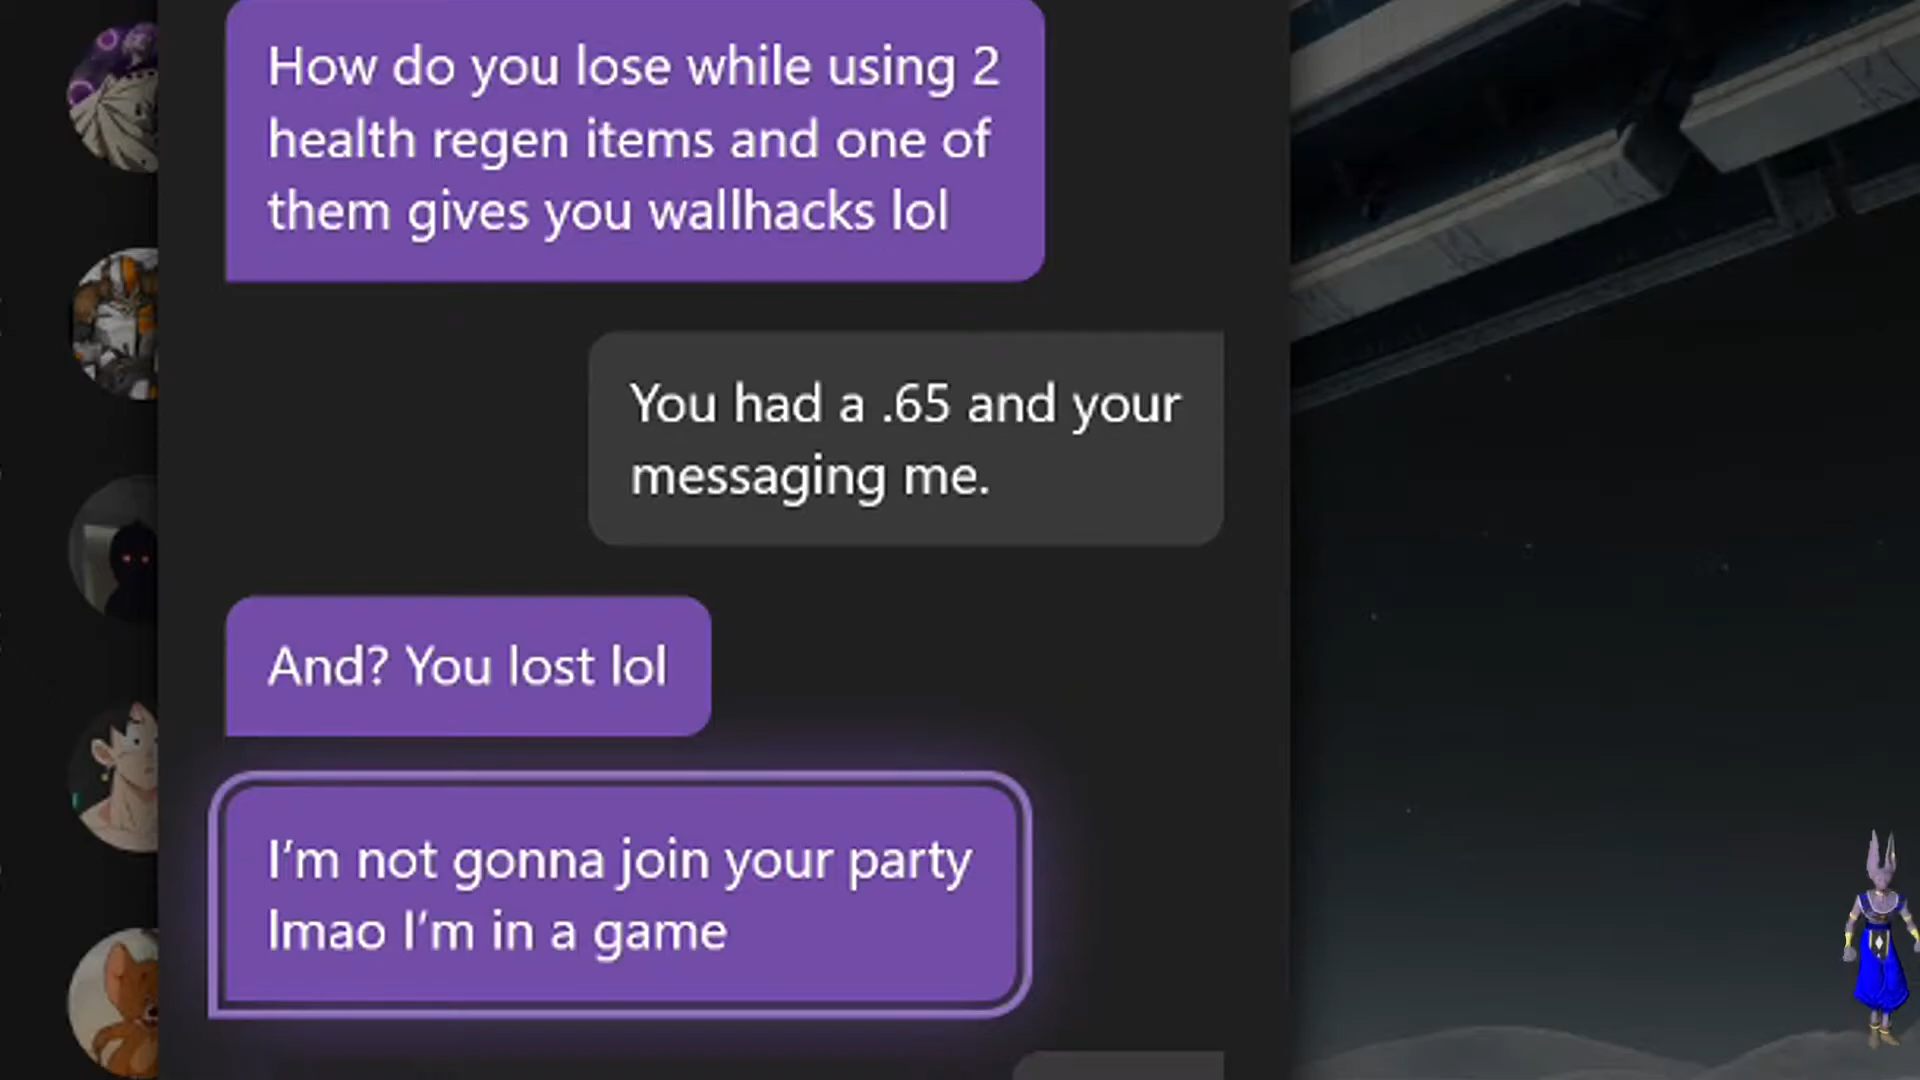 How do you lose while using 2
health regen items and one of
them gives you wallhacks lol
You had a .65 and your
messaging me.
And? You lost lol
I’m not gonna join your party
lmao I’m in a game